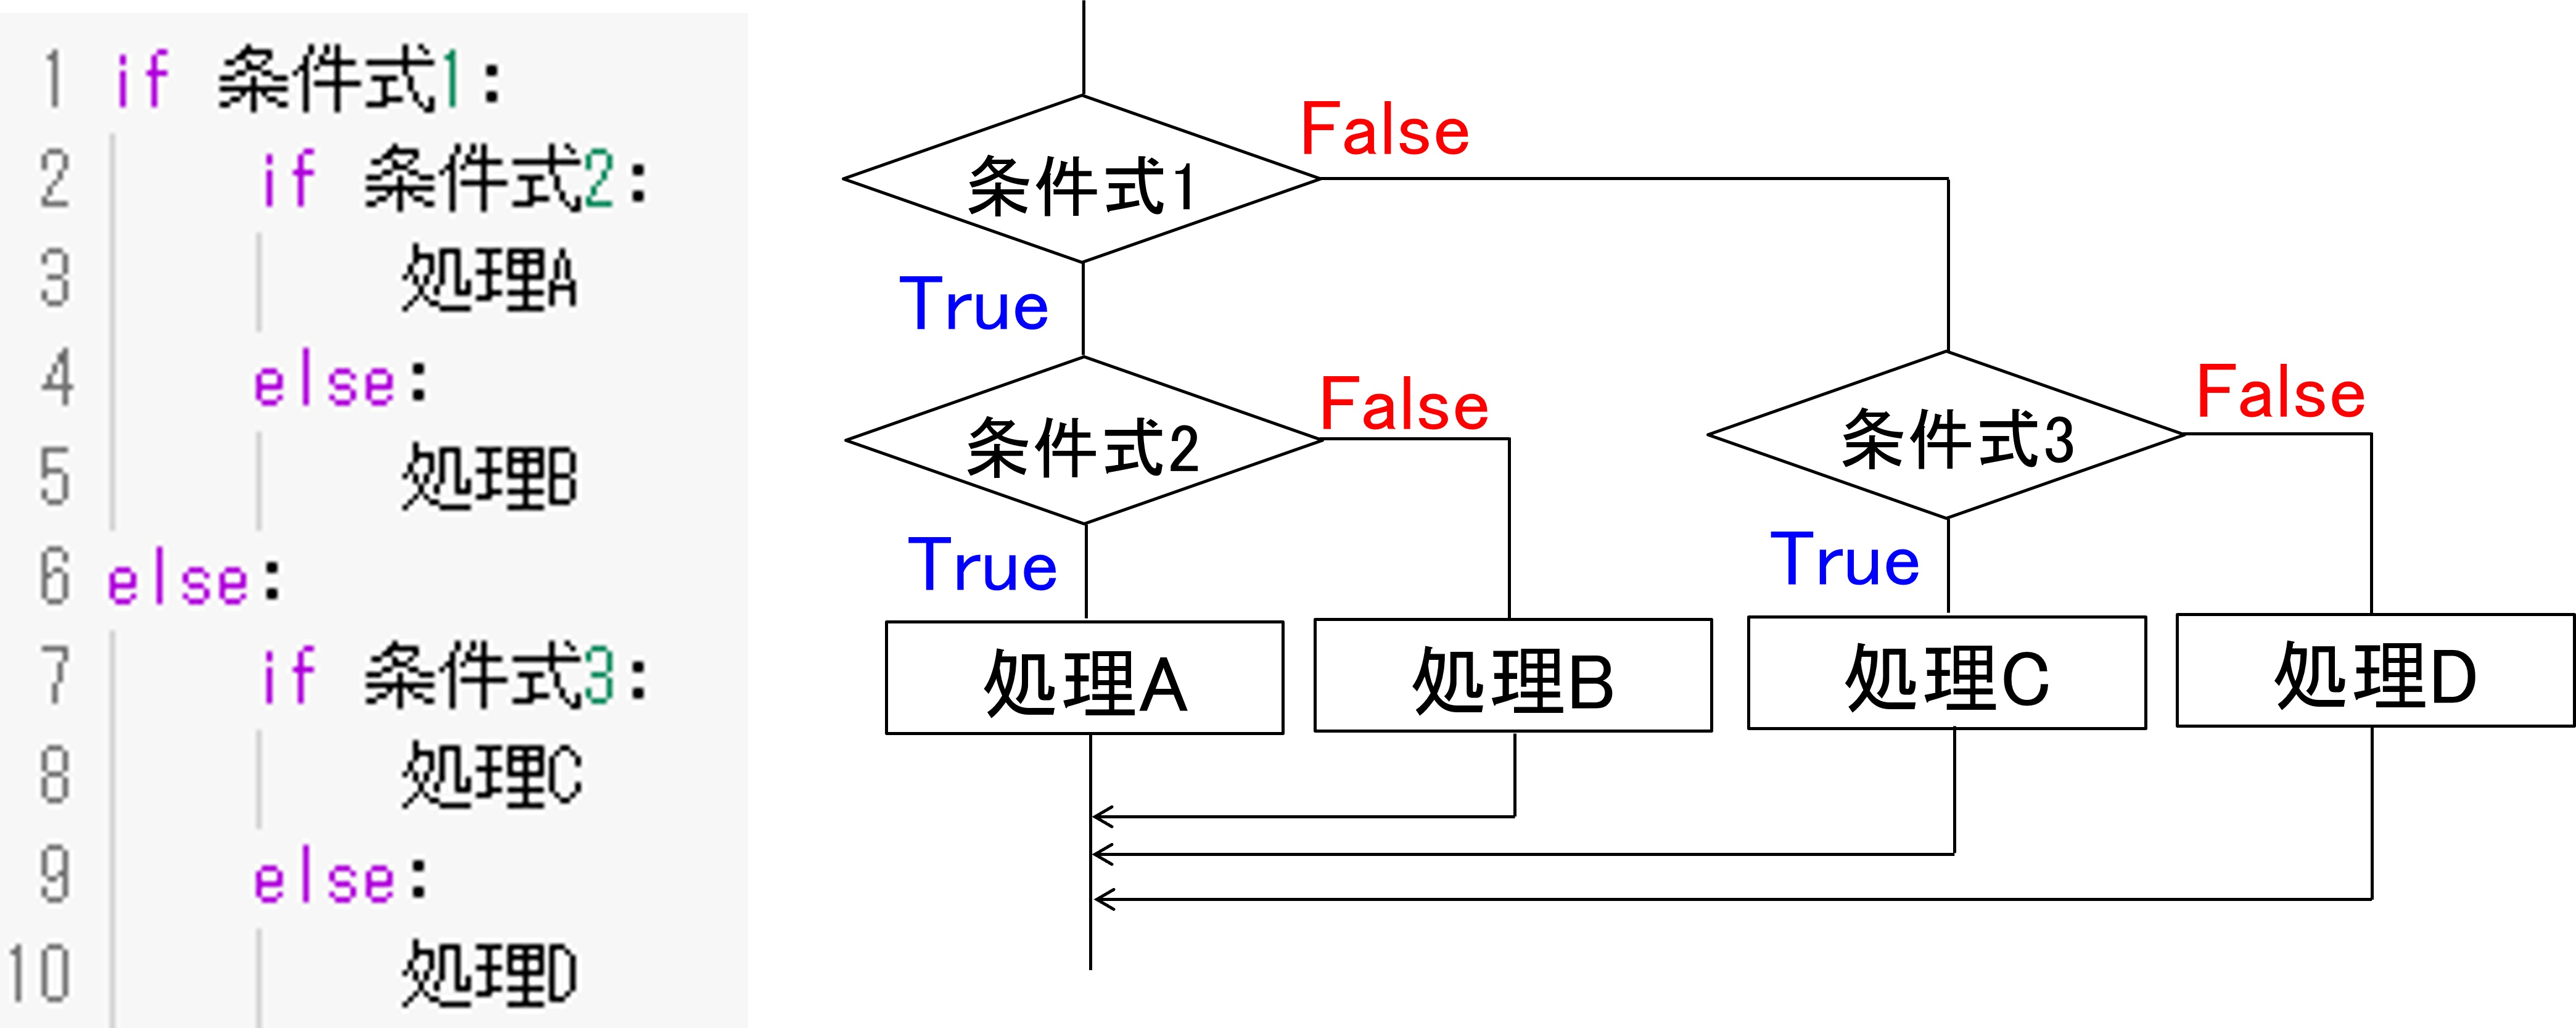 1 if 条件式1:
2 if 条件式2:
3 処理A
4 else:
5 処理B
6 else:
7 if 条件式3:
8 処理C
9 else:
10 処理D
False
条件式1
True
False
False
条件式2
条件式3
True
True
処理A
処理B
処理C
処理D